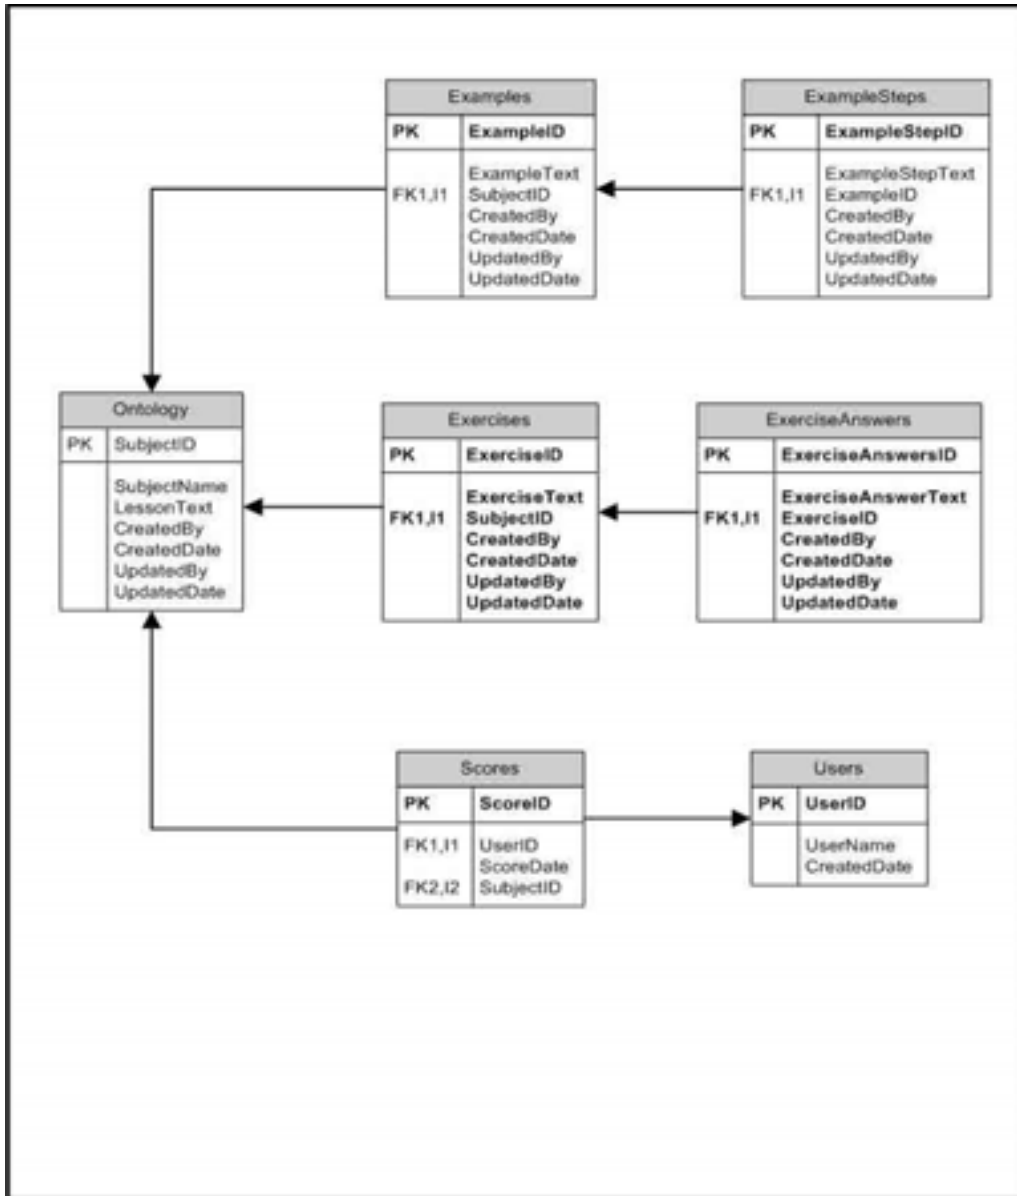 Examples
PK ExampleID
ExampleText
FK1,I1 SubjectID
CreatedBy
CreatedDate
UpdatedBy
UpdatedDate
ExampleSteps
PK ExampleStepID
ExampleStepText
FK1,I1 ExampleID
CreatedBy
CreatedDate
UpdatedBy
UpdatedDate
Ontology
PK SubjectID
SubjectName
LessonText
CreatedBy
CreatedDate
UpdatedBy
UpdatedDate
Exercises
PK ExerciseID
ExerciseText
FK1,I1 SubjectID
CreatedBy
CreatedDate
UpdatedBy
UpdatedDate
ExerciseAnswers
PK ExerciseAnswersID
ExerciseAnswerText
FK1,I1 ExerciseID
CreatedBy
CreatedDate
UpdatedBy
UpdatedDate
Scores
PK ScoreID
FK1,I1 UserID
ScoreDate
FK2,I2 SubjectID
Users
PK UserID
UserName
CreatedDate